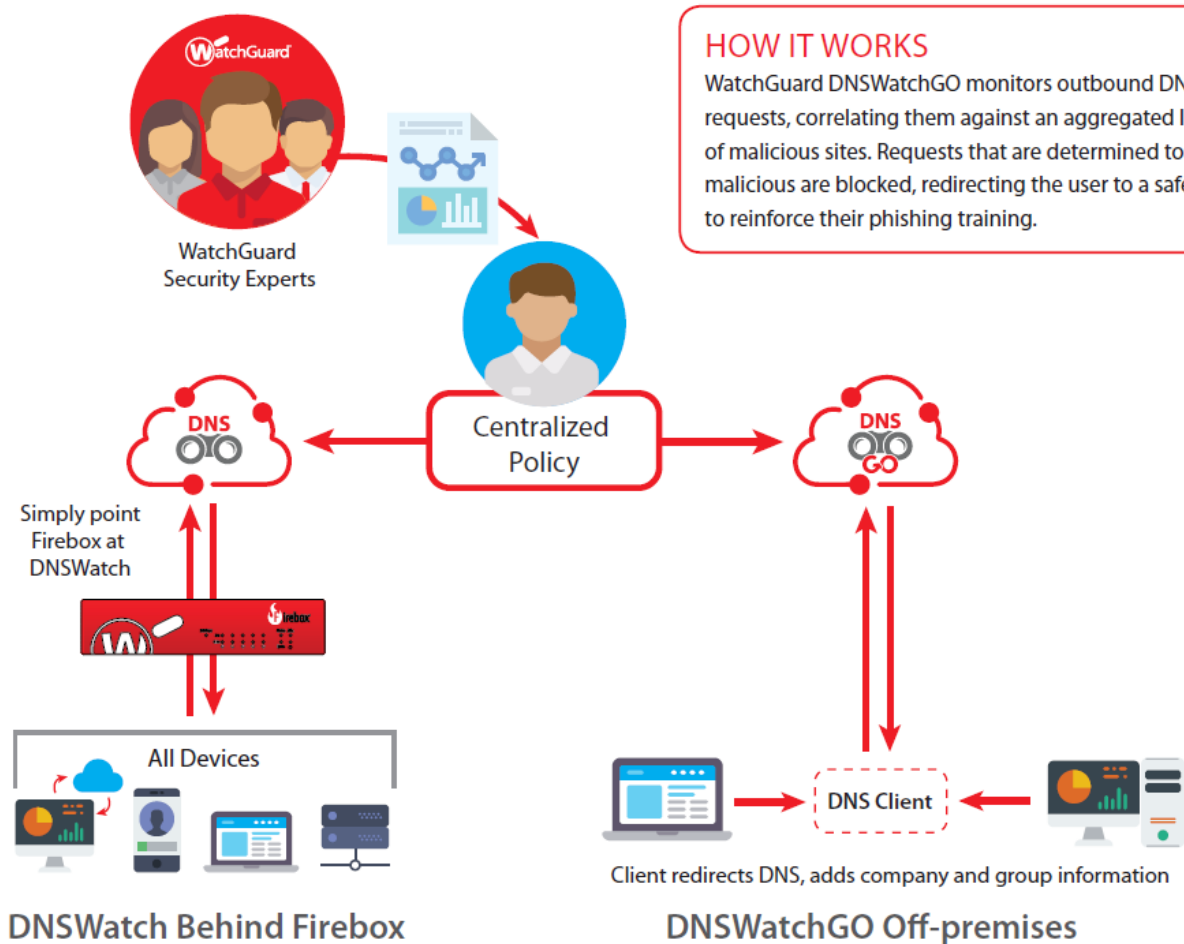 WatchGuard
WatchGuard
Security Experts
HOW IT WORKS
WatchGuard DNSWatchGO monitors outbound DN
requests, correlating them against an aggregated l
of malicious sites. Requests that are determined to
malicious are blocked, redirecting the user to a safe
to reinforce their phishing training.
Centralized
Policy
DNS
DNS
GO
Simply point
Firebox at
DNSWatch
Firebox
W
All Devices
DNS Client
Client redirects DNS, adds company and group information
DNSWatch Behind Firebox
DNSWatchGO Off-premises